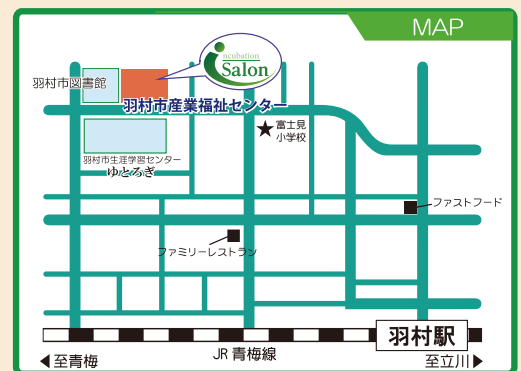 MAP
incubation
Salon
羽村市図書館
羽村市産業福祉センター
富士見
小学校
羽村市生涯学習センター
ゆとろぎ
ファストフード
ファミリーレストラン
羽村駅
JR 青梅線
至青梅
至立川